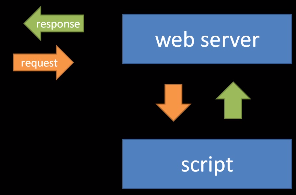 response
web server
request
script